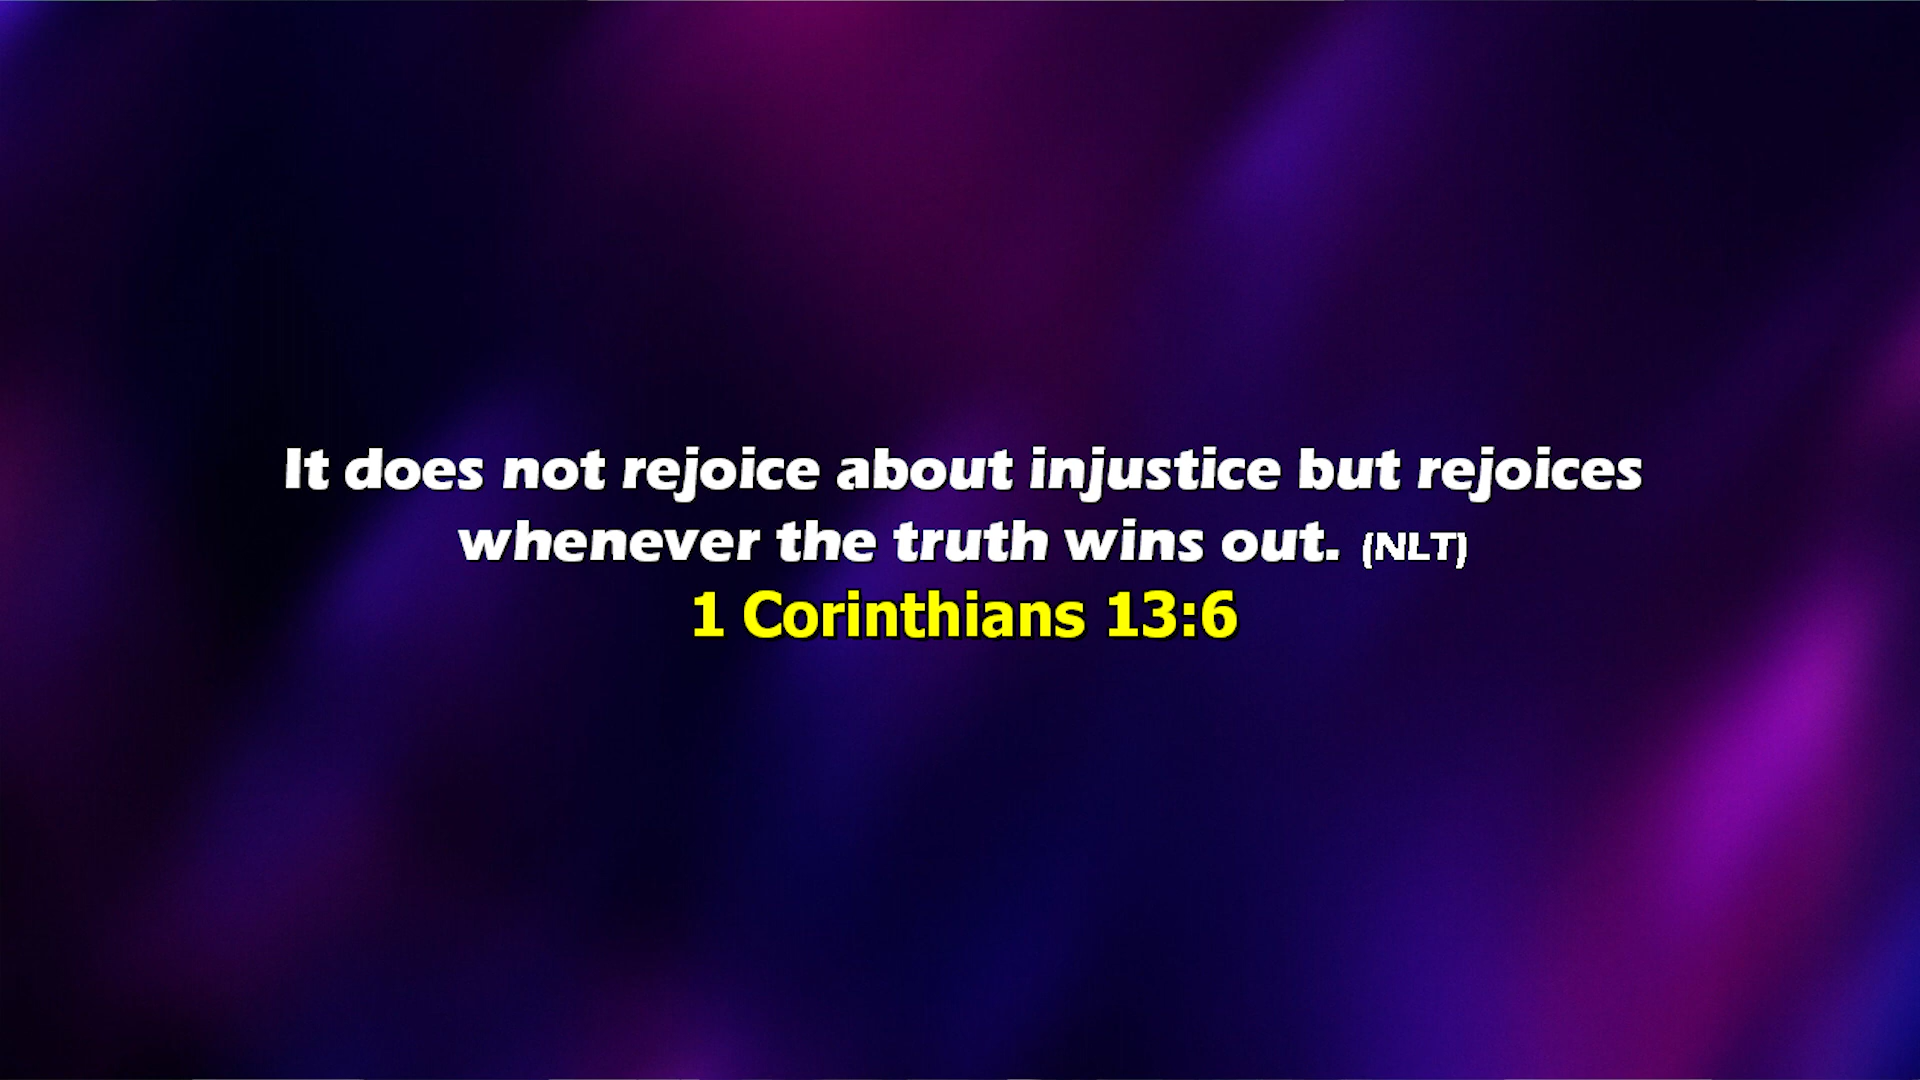 It does not rejoice about injustice but rejoices
whenever the truth wins out. (NLT)
1 Corinthians 13:6